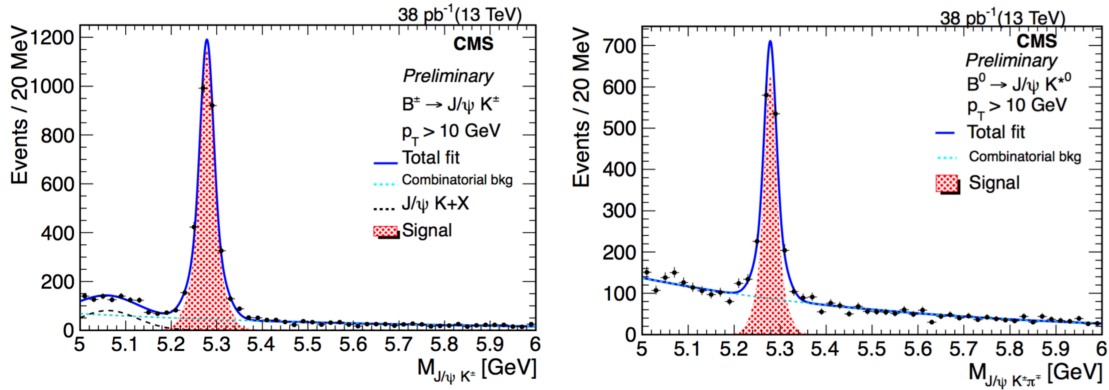 38 pb⁻¹(13 TeV)
CMS
Preliminary
B± → J/ψ K±
p_T > 10 GeV
Total fit
Combinatorial bkg
J/ψ K+X
Signal
Events / 20 MeV
1200
1000
800
600
400
200
0
5 5.1 5.2 5.3 5.4 5.5 5.6 5.7 5.8 5.9 6
M_J/ψ K± [GeV]
38 pb⁻¹(13 TeV)
CMS
Preliminary
B⁰ → J/ψ K*⁰
p_T > 10 GeV
Total fit
Combinatorial bkg
Signal
Events / 20 MeV
700
600
500
400
300
200
100
0
5 5.1 5.2 5.3 5.4 5.5 5.6 5.7 5.8 5.9 6
M_J/ψ K±π∓ [GeV]